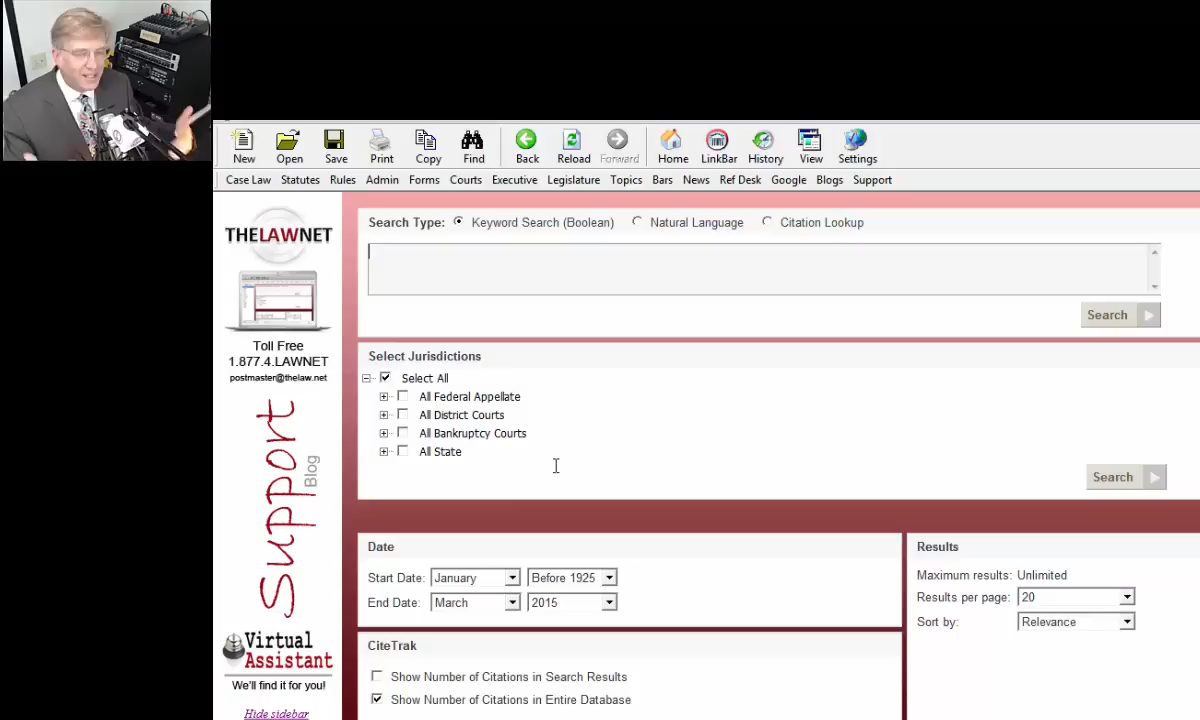 New Open Save Print Copy Find Back Reload Forward Home LinkBar History View Settings
Case Law Statutes Rules Admin Forms Courts Executive Legislature Topics Bars News Ref Desk Google Blogs Support
THELAWNET
Toll Free
1.877.4.LAWNET
postmaster@thelaw.net
Support
Blog
Virtual
Assistant
We'll find it for you!
Hide sidebar
Search Type: Keyword Search (Boolean) Natural Language Citation Lookup
Search
Select Jurisdictions
Select All
All Federal Appellate
All District Courts
All Bankruptcy Courts
All State
Search
Date
Start Date: January Before 1925
End Date: March 2015
CiteTrak
Show Number of Citations in Search Results
Show Number of Citations in Entire Database
Results
Maximum results: Unlimited
Results per page: 20
Sort by: Relevance